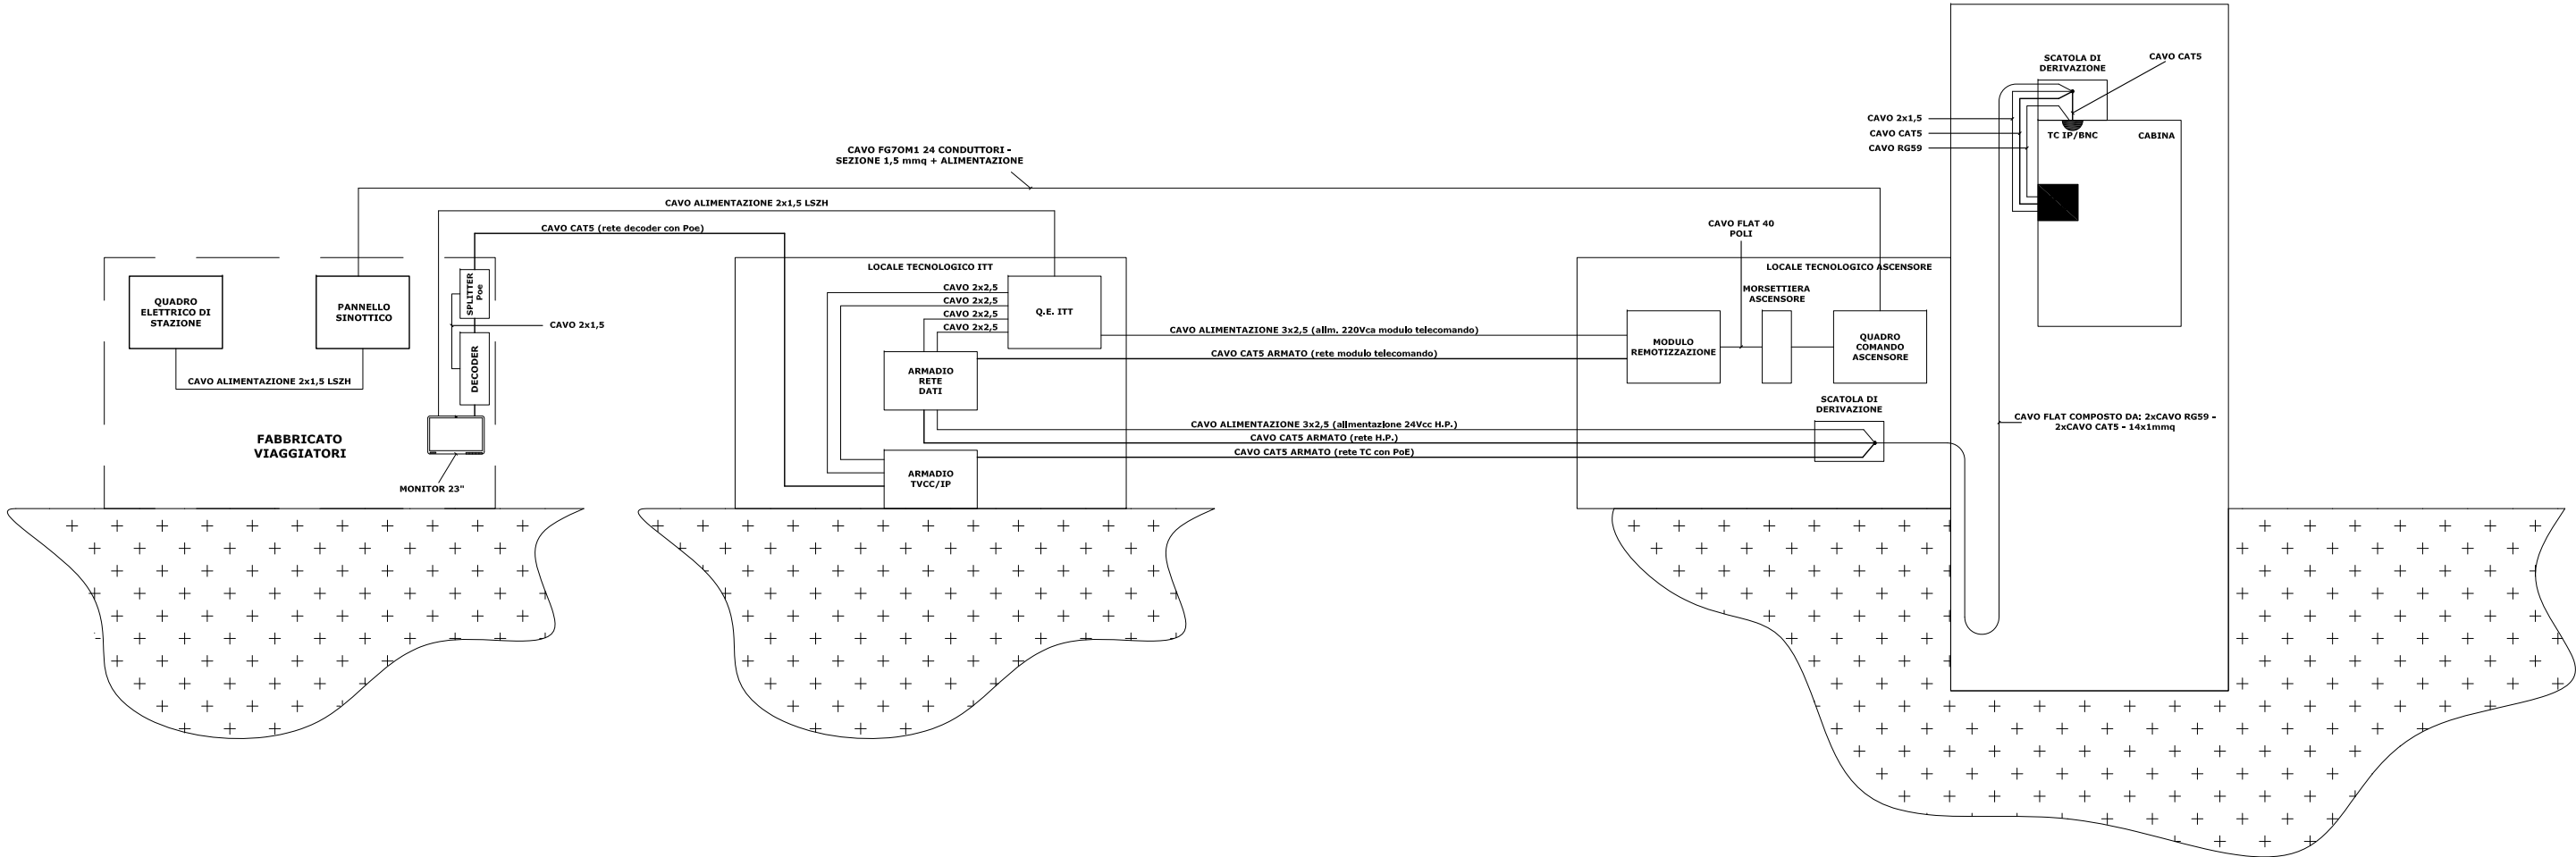 SCATOLA DI
DERIVAZIONE
CAVO CAT5
CAVO 2x1,5
CAVO CAT5
CAVO RG59
TC IP/BNC
CABINA
CAVO FG7OM1 24 CONDUTTORI -
SEZIONE 1,5 mmq + ALIMENTAZIONE
CAVO ALIMENTAZIONE 2x1,5 LSZH
CAVO CAT5 (rete decoder con Poe)
CAVO FLAT 40
POLI
LOCALE TECNOLOGICO ITT
LOCALE TECNOLOGICO ASCENSORE
QUADRO
ELETTRICO DI
STAZIONE
PANNELLO
SINOTTICO
SPLITTER
Poe
CAVO 2x1,5
DECODER
CAVO ALIMENTAZIONE 2x1,5 LSZH
FABBRICATO
VIAGGIATORI
MONITOR 23"
CAVO 2x2,5
CAVO 2x2,5
CAVO 2x2,5
CAVO 2x2,5
Q.E. ITT
ARMADIO
RETE
DATI
ARMADIO
TVCC/IP
CAVO ALIMENTAZIONE 3x2,5 (alim. 220Vca modulo telecomando)
CAVO CAT5 ARMATO (rete modulo telecomando)
MODULO
REMOTIZZAZIONE
MORSETTIERA
ASCENSORE
QUADRO
COMANDO
ASCENSORE
SCATOLA DI
DERIVAZIONE
CAVO ALIMENTAZIONE 3x2,5 (alimentazione 24Vcc H.P.)
CAVO CAT5 ARMATO (rete H.P.)
CAVO CAT5 ARMATO (rete TC con PoE)
CAVO FLAT COMPOSTO DA: 2xCAVO RG59 -
2xCAVO CAT5 - 14x1mmq